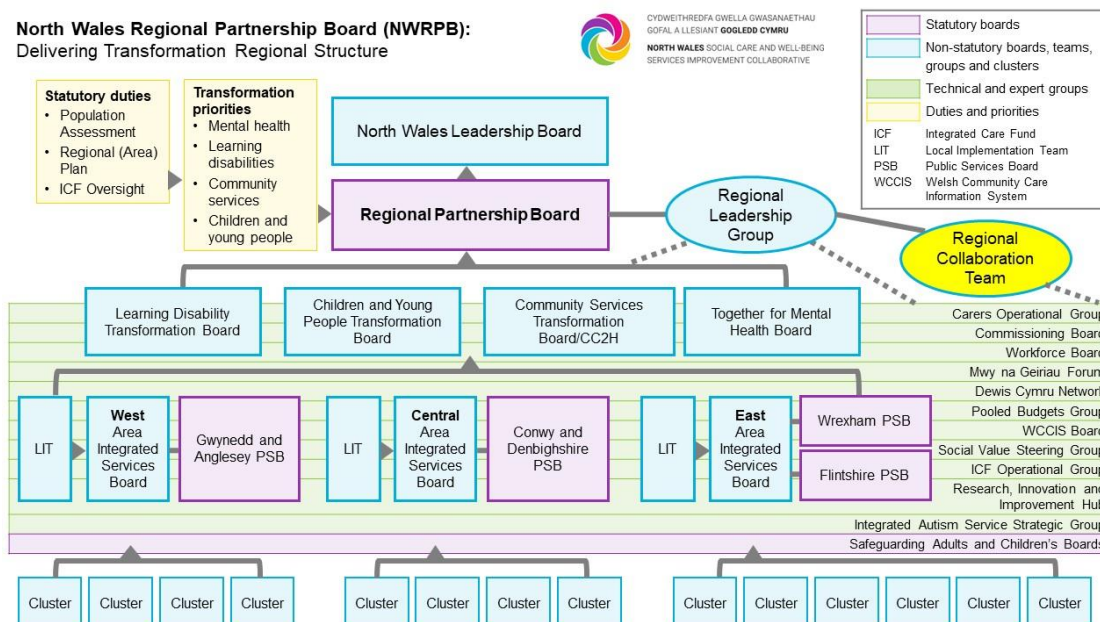 North Wales Regional Partnership Board (NWRPB):
Delivering Transformation Regional Structure
CYDWEITHREDFA GWELLA GWASANAETHAU
GOFAL A LLESIANT GOGLEDD CYMRU
NORTH WALES SOCIAL CARE AND WELL-BEING
SERVICES IMPROVEMENT COLLABORATIVE
Statutory boards
Non-statutory boards, teams,
groups and clusters
Technical and expert groups
Duties and priorities
ICF Integrated Care Fund
LIT Local Implementation Team
PSB Public Services Board
WCCIS Welsh Community Care
Information System
Statutory duties
• Population
Assessment
• Regional (Area)
Plan
• ICF Oversight
Transformation
priorities
• Mental health
• Learning
disabilities
• Community
services
• Children and
young people
North Wales Leadership Board
Regional Partnership Board
Regional
Leadership
Group
Regional
Collaboration
Team
Learning Disability
Transformation Board
Children and Young
People Transformation
Board
Community Services
Transformation
Board/CC2H
Together for Mental
Health Board
Carers Operational Group
Commissioning Board
Workforce Board
Mwy na Geiriau Forum
Dewis Cymru Network
Pooled Budgets Group
WCCIS Board
Social Value Steering Group
ICF Operational Group
Research, Innovation and
Improvement Hub
Integrated Autism Service Strategic Group
Safeguarding Adults and Children's Boards
LIT
West
Area
Integrated
Services
Board
Gwynedd and
Anglesey PSB
LIT
Central
Area
Integrated
Services
Board
Conwy and
Denbighshire
PSB
LIT
East
Area
Integrated
Services
Board
Wrexham PSB
Flintshire PSB
Cluster
Cluster
Cluster
Cluster
Cluster
Cluster
Cluster
Cluster
Cluster
Cluster
Cluster
Cluster
Cluster
Cluster